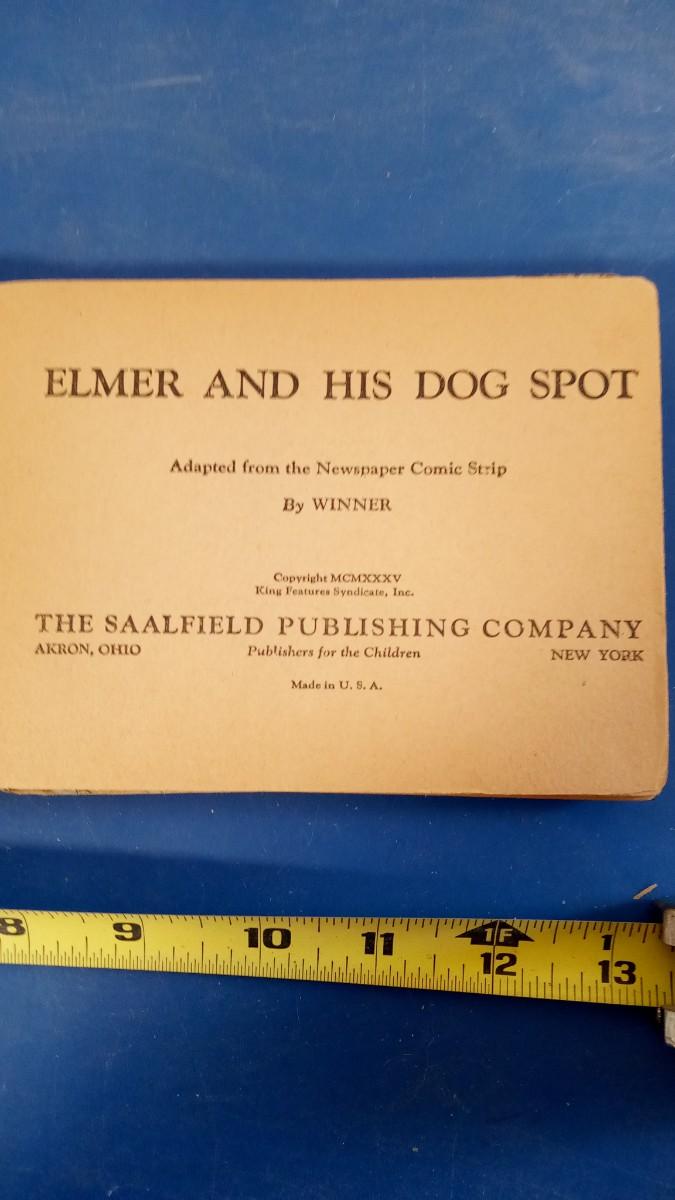 ELMER AND HIS DOG SPOT
Adapted from the Newspaper Comic Strip
By WINNER
Copyright MCMXXXV
King Features Syndicate, Inc.
THE SAALFIELD PUBLISHING COMPANY
AKRON, OHIO Publishers for the Children NEW YORK
Made in U. S. A.
8 9 10 11 1F 1
12 13